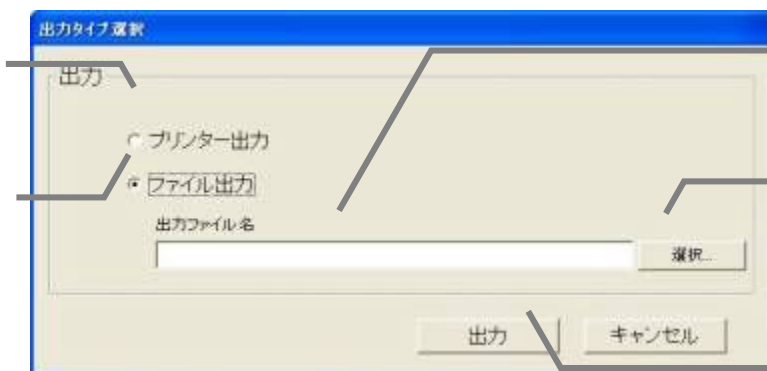 出力タイプ選択
出力
プリンター出力
ファイル出力
出力ファイル名
選択...
出力 キャンセル